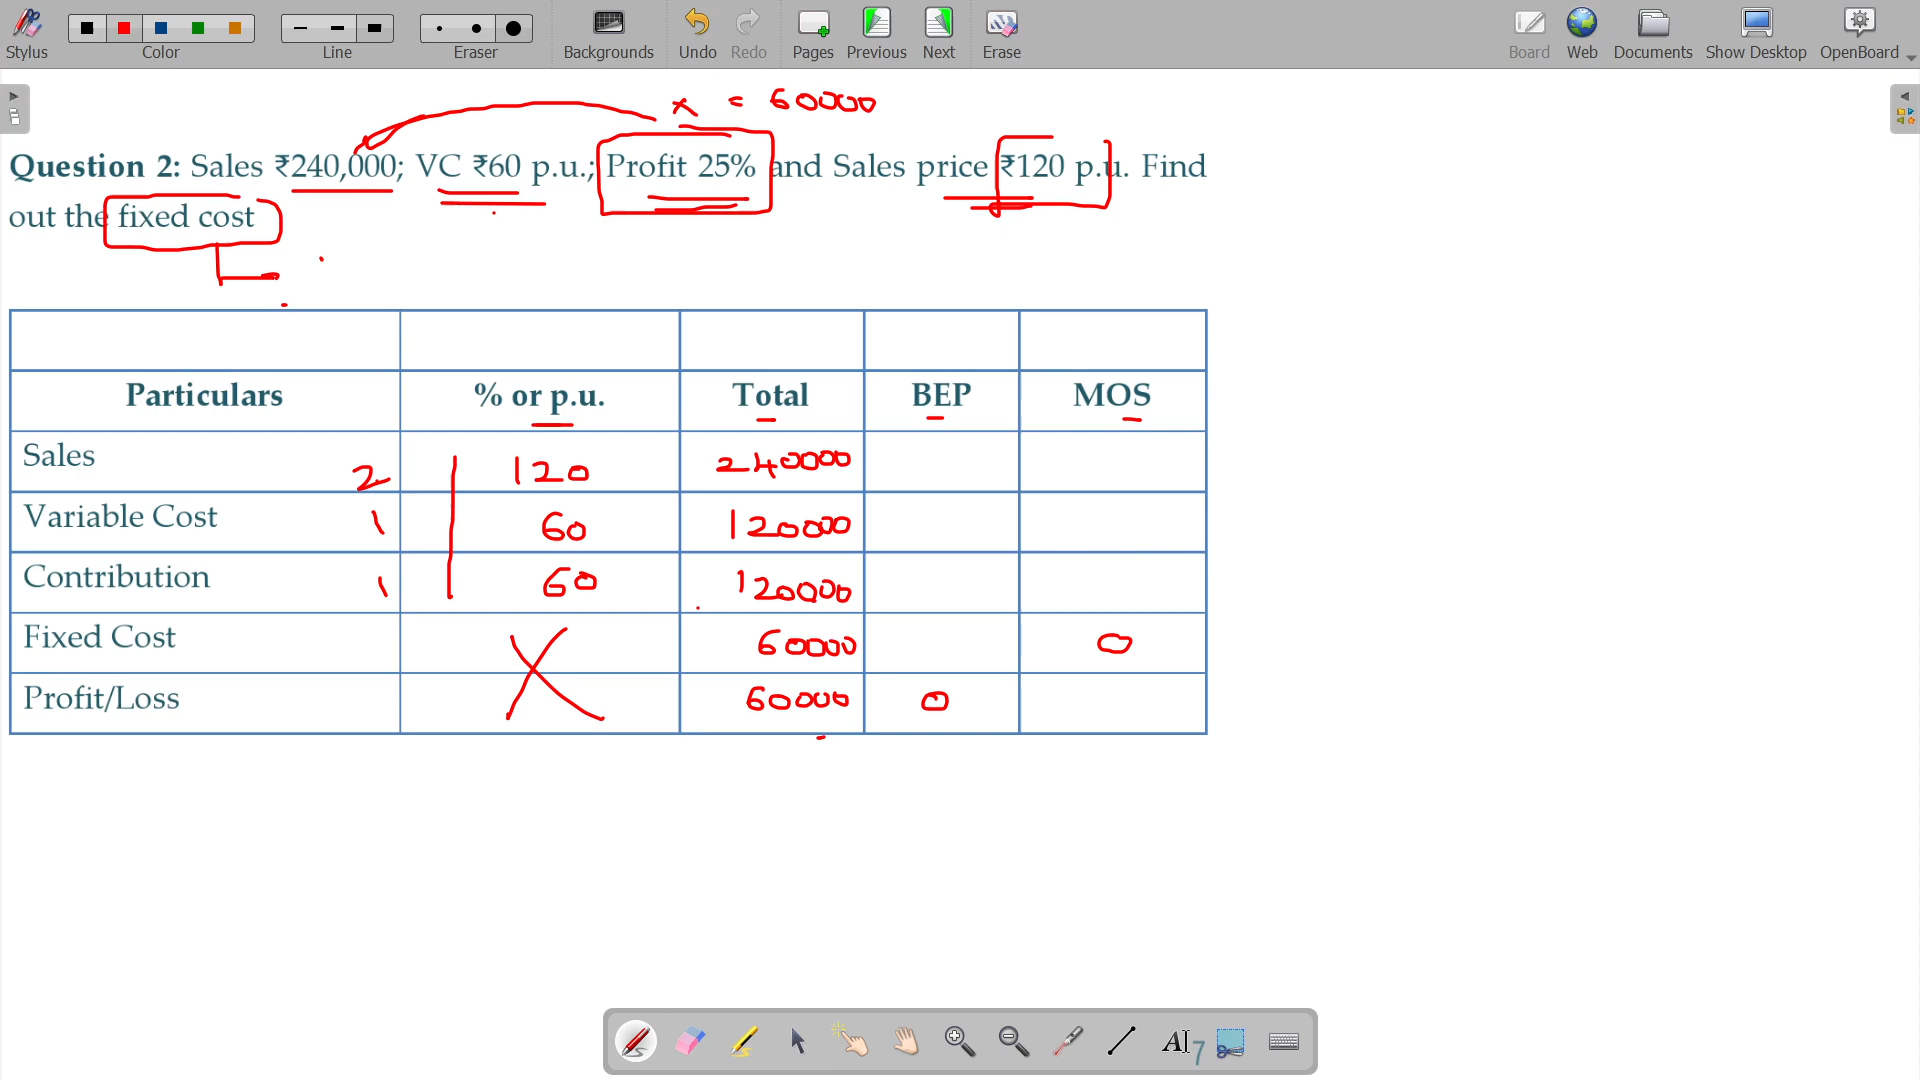 Stylus Color Line Eraser Backgrounds Undo Redo Pages Previous Next Erase Board Web Documents Show Desktop OpenBoard
x = 60000
Question 2: Sales ₹240,000; VC ₹60 p.u.; Profit 25% and Sales price ₹120 p.u. Find
out the fixed cost
Particulars % or p.u. Total BEP MOS
Sales 2 120 240000
Variable Cost 1 60 120000
Contribution 1 60 120000
Fixed Cost 60000 0
Profit/Loss 60000 0
7